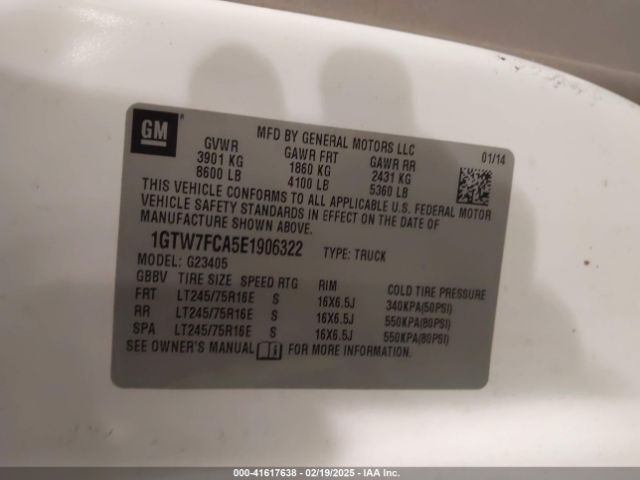 GM
MFD BY GENERAL MOTORS LLC
GVWR GAWR FRT GAWR RR 01/14
3901 KG 1860 KG 2431 KG
8600 LB 4100 LB 5360 LB
THIS VEHICLE CONFORMS TO ALL APPLICABLE U.S. FEDERAL MOTOR
VEHICLE SAFETY STANDARDS IN EFFECT ON THE DATE OF
MANUFACTURE SHOWN ABOVE.
1GTW7FCA5E1906322 TYPE: TRUCK
MODEL: G23405
GBBV TIRE SIZE SPEED RTG RIM COLD TIRE PRESSURE
FRT LT245/75R16E S 16X6.5J 340KPA(50PSI)
RR LT245/75R16E S 16X6.5J 550KPA(80PSI)
SPA LT245/75R16E S 16X6.5J 550KPA(80PSI)
SEE OWNER'S MANUAL FOR MORE INFORMATION.
000-41617638 - 02/19/2025 - IAA Inc.